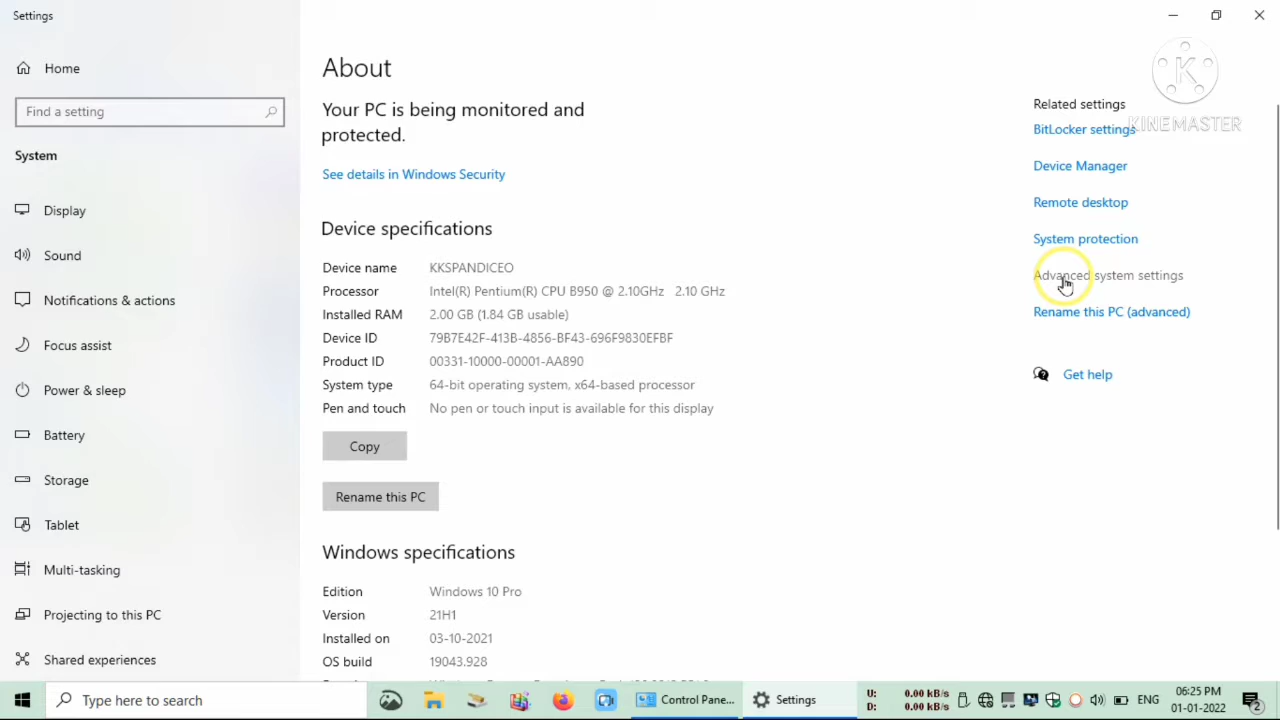 Settings
Home
Find a setting
System
Display
Sound
Notifications & actions
Focus assist
Power & sleep
Battery
Storage
Tablet
Multi-tasking
Projecting to this PC
Shared experiences
About
Your PC is being monitored and
protected.
See details in Windows Security
Device specifications
Device name KKSPANDICEO
Processor Intel(R) Pentium(R) CPU B950 @ 2.10GHz 2.10 GHz
Installed RAM 2.00 GB (1.84 GB usable)
Device ID 79B7E42F-413B-4856-BF43-696F9830EFBF
Product ID 00331-10000-00001-AA890
System type 64-bit operating system, x64-based processor
Pen and touch No pen or touch input is available for this display
Copy
Rename this PC
Windows specifications
Edition Windows 10 Pro
Version 21H1
Installed on 03-10-2021
OS build 19043.928
K
KINEMASTER
Related settings
BitLocker settings
Device Manager
Remote desktop
System protection
Advanced system settings
Rename this PC (advanced)
Get help
Type here to search
Control Pane...
Settings
U: 0.00 kB/s
D: 0.00 kB/s
ENG
06:25 PM
01-01-2022
2